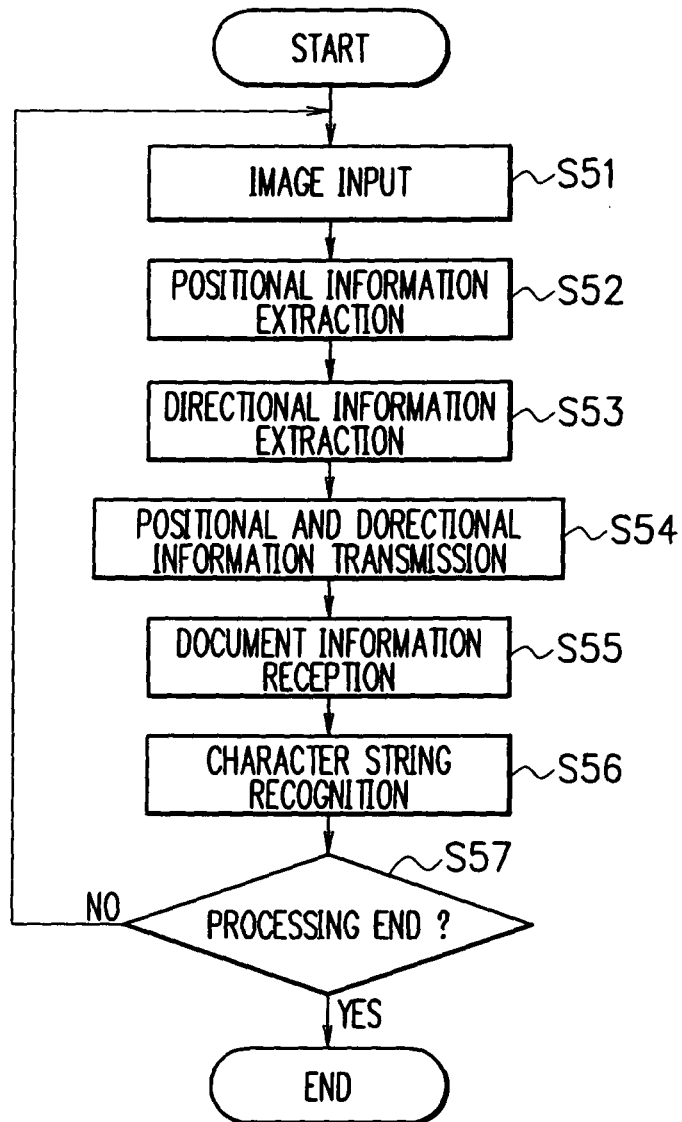 START
IMAGE INPUT
S51
POSITIONAL INFORMATION
EXTRACTION
S52
DIRECTIONAL INFORMATION
EXTRACTION
S53
POSITIONAL AND DORECTIONAL
INFORMATION TRANSMISSION
S54
DOCUMENT INFORMATION
RECEPTION
S55
CHARACTER STRING
RECOGNITION
S56
S57
NO
PROCESSING END ?
YES
END